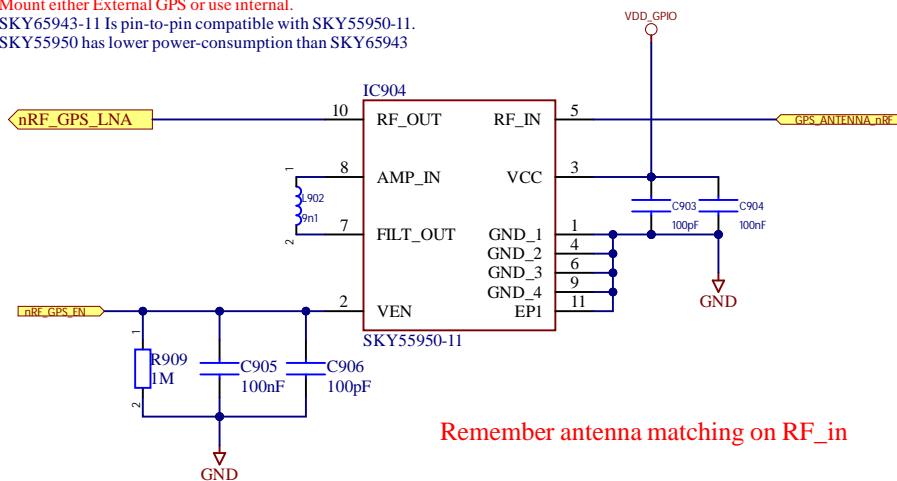 Mount either External GPS or use internal.
SKY65943-11 Is pin-to-pin compatible with SKY55950-11.
SKY55950 has lower power-consumption than SKY65943
VDD_GPIO
IC904
nRF_GPS_LNA
10
RF_OUT
RF_IN
5
GPS_ANTENNA_nRF
1
8
AMP_IN
VCC
3
L902
9n1
C903
100pF
C904
100nF
2
7
FILT_OUT
GND_1
1
GND_2
4
GND_3
6
GND_4
9
EP1
11
GND
nRF_GPS_EN
2
VEN
SKY55950-11
1
R909
1M
2
C905
100nF
C906
100pF
Remember antenna matching on RF_in
GND